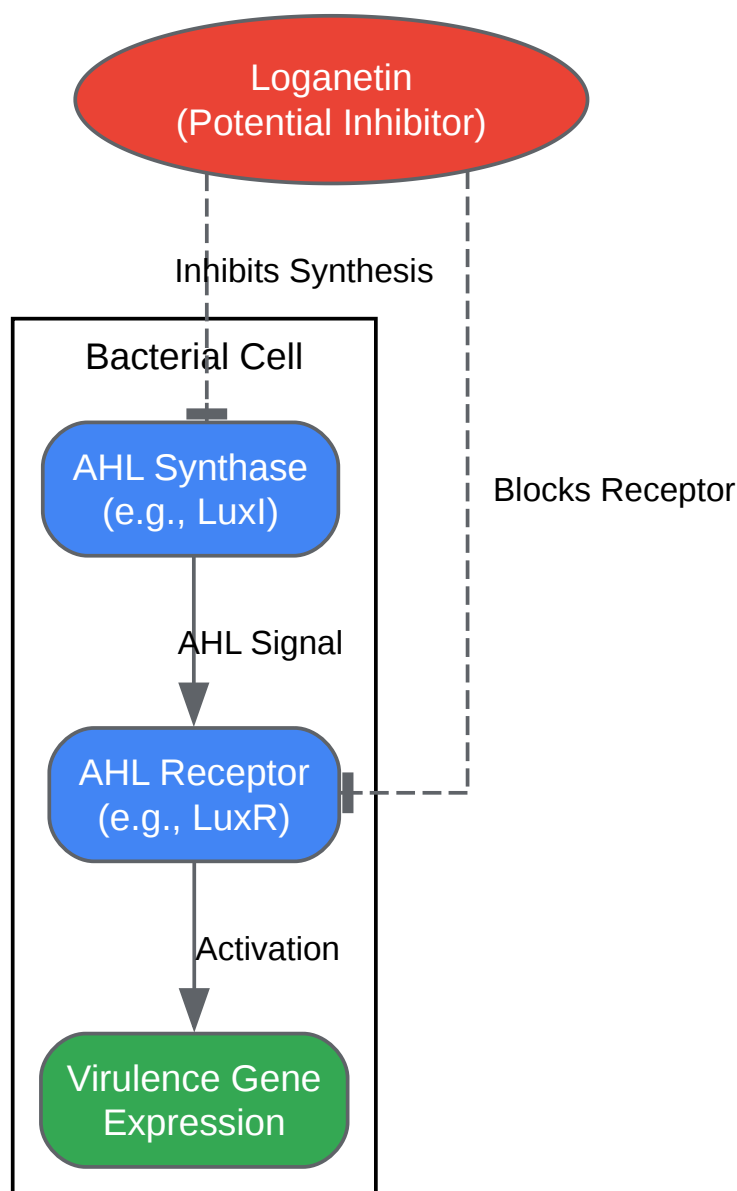 Loganetin
(Potential Inhibitor)
Inhibits Synthesis
Bacterial Cell
AHL Synthase
(e.g., LuxI)
Blocks Receptor
AHL Signal
AHL Receptor
(e.g., LuxR)
Activation
Virulence Gene
Expression